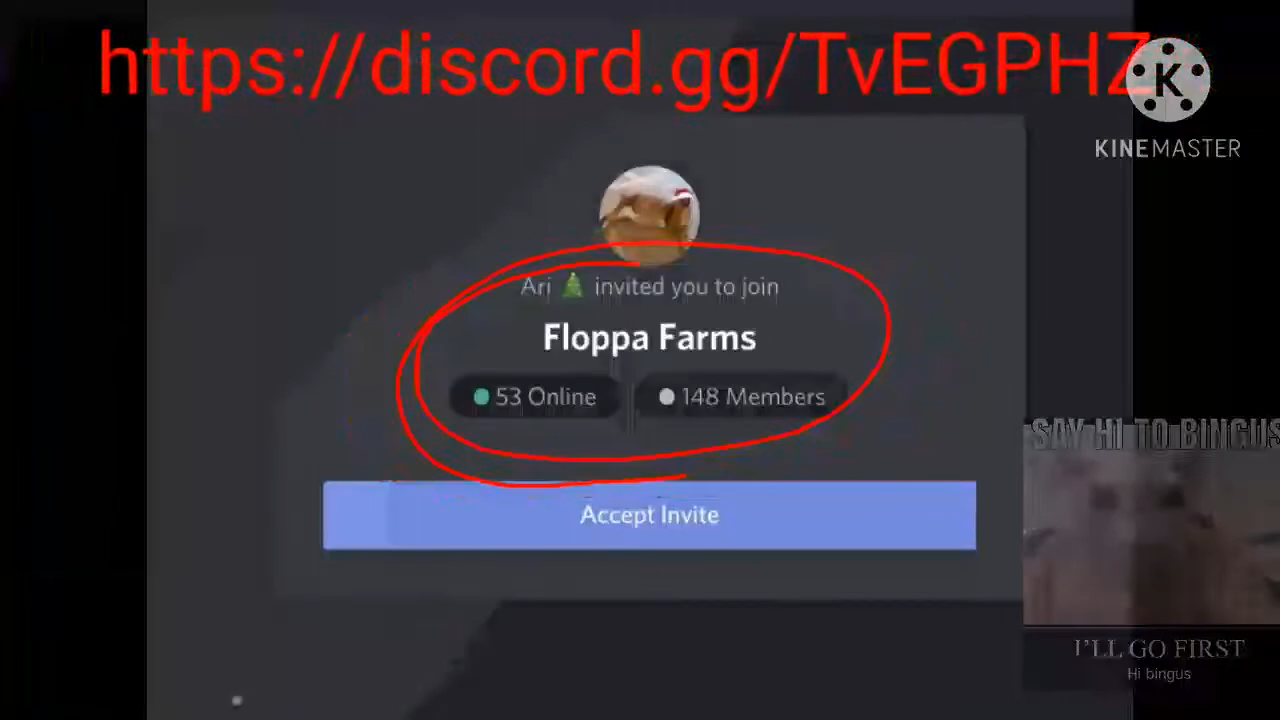 https://discord.gg/TvEGPHZ
KINEMASTER
Ari 🎄 invited you to join
Floppa Farms
53 Online
148 Members
Accept Invite
SAY HI TO BINGUS
I'LL GO FIRST
Hi bingus